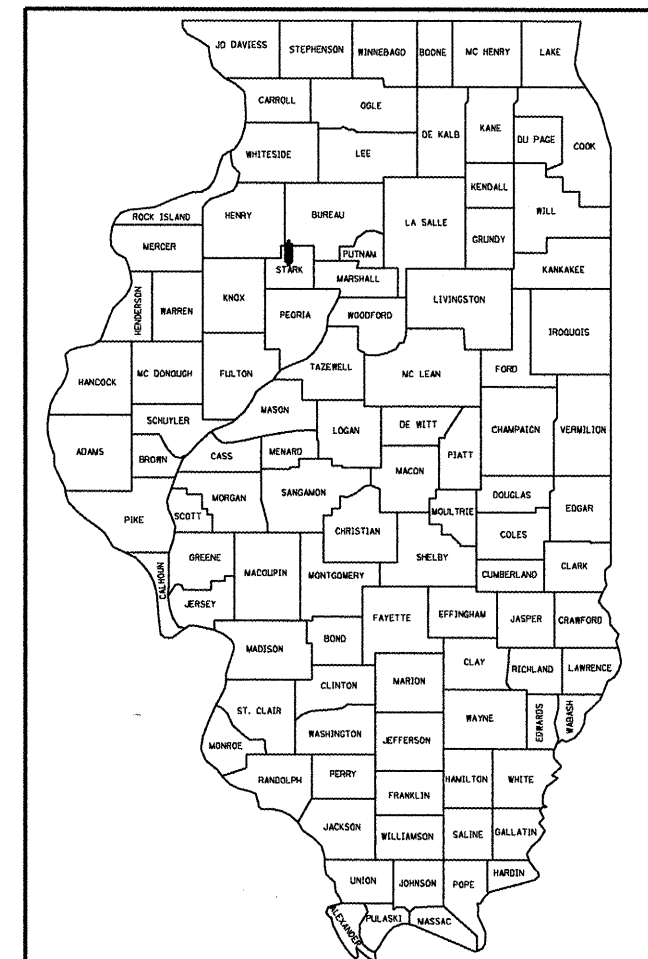 JO DAVIESS STEPHENSON WINNEBAGO BOONE MC HENRY LAKE
CARROLL OGLE DE KALB KANE DU PAGE COOK
WHITESIDE LEE
KENDALL WILL
ROCK ISLAND HENRY BUREAU LA SALLE GRUNDY
MERCER PUTNAM
STARK MARSHALL KANKAKEE
HENDERSON WARREN KNOX PEORIA WOODFORD LIVINGSTON IROQUOIS
HANCOCK MC DONOUGH FULTON TAZEWELL MC LEAN FORD
MASON
SCHUYLER LOGAN DE WITT CHAMPAIGN VERMILION
ADAMS BROWN CASS MENARD PIATT
MACON
MORGAN SANGAMON DOUGLAS
PIKE SCOTT CHRISTIAN MOULTRIE COLES EDGAR
GREENE SHELBY
CALHOUN MACOUPIN MONTGOMERY CUMBERLAND CLARK
JERSEY
FAYETTE EFFINGHAM JASPER CRAWFORD
MADISON BOND
CLAY RICHLAND LAWRENCE
CLINTON MARION
ST. CLAIR WAYNE EDWARDS WABASH
MONROE WASHINGTON JEFFERSON
RANDOLPH PERRY HAMILTON WHITE
FRANKLIN
JACKSON WILLIAMSON SALINE GALLATIN
UNION JOHNSON POPE HARDIN
ALEXANDER PULASKI MASSAC